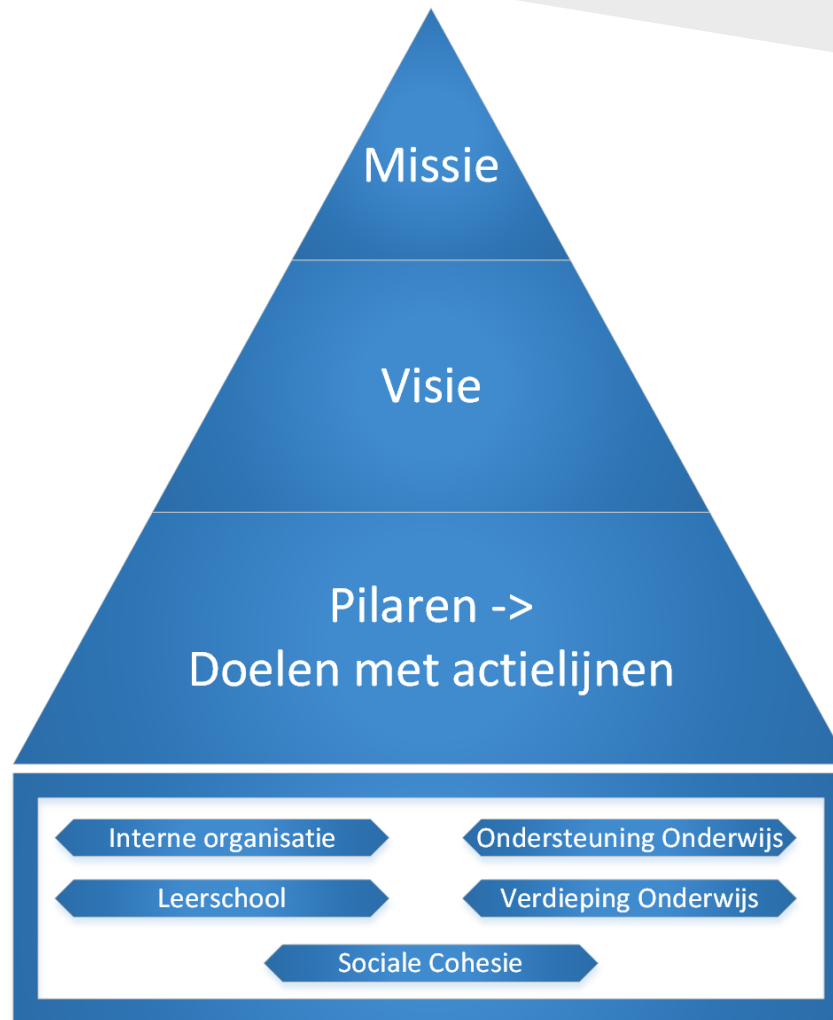 Missie
Visie
Pilaren ->
Doelen met actielijnen
Interne organisatie
Ondersteuning Onderwijs
Leerschool
Verdieping Onderwijs
Sociale Cohesie